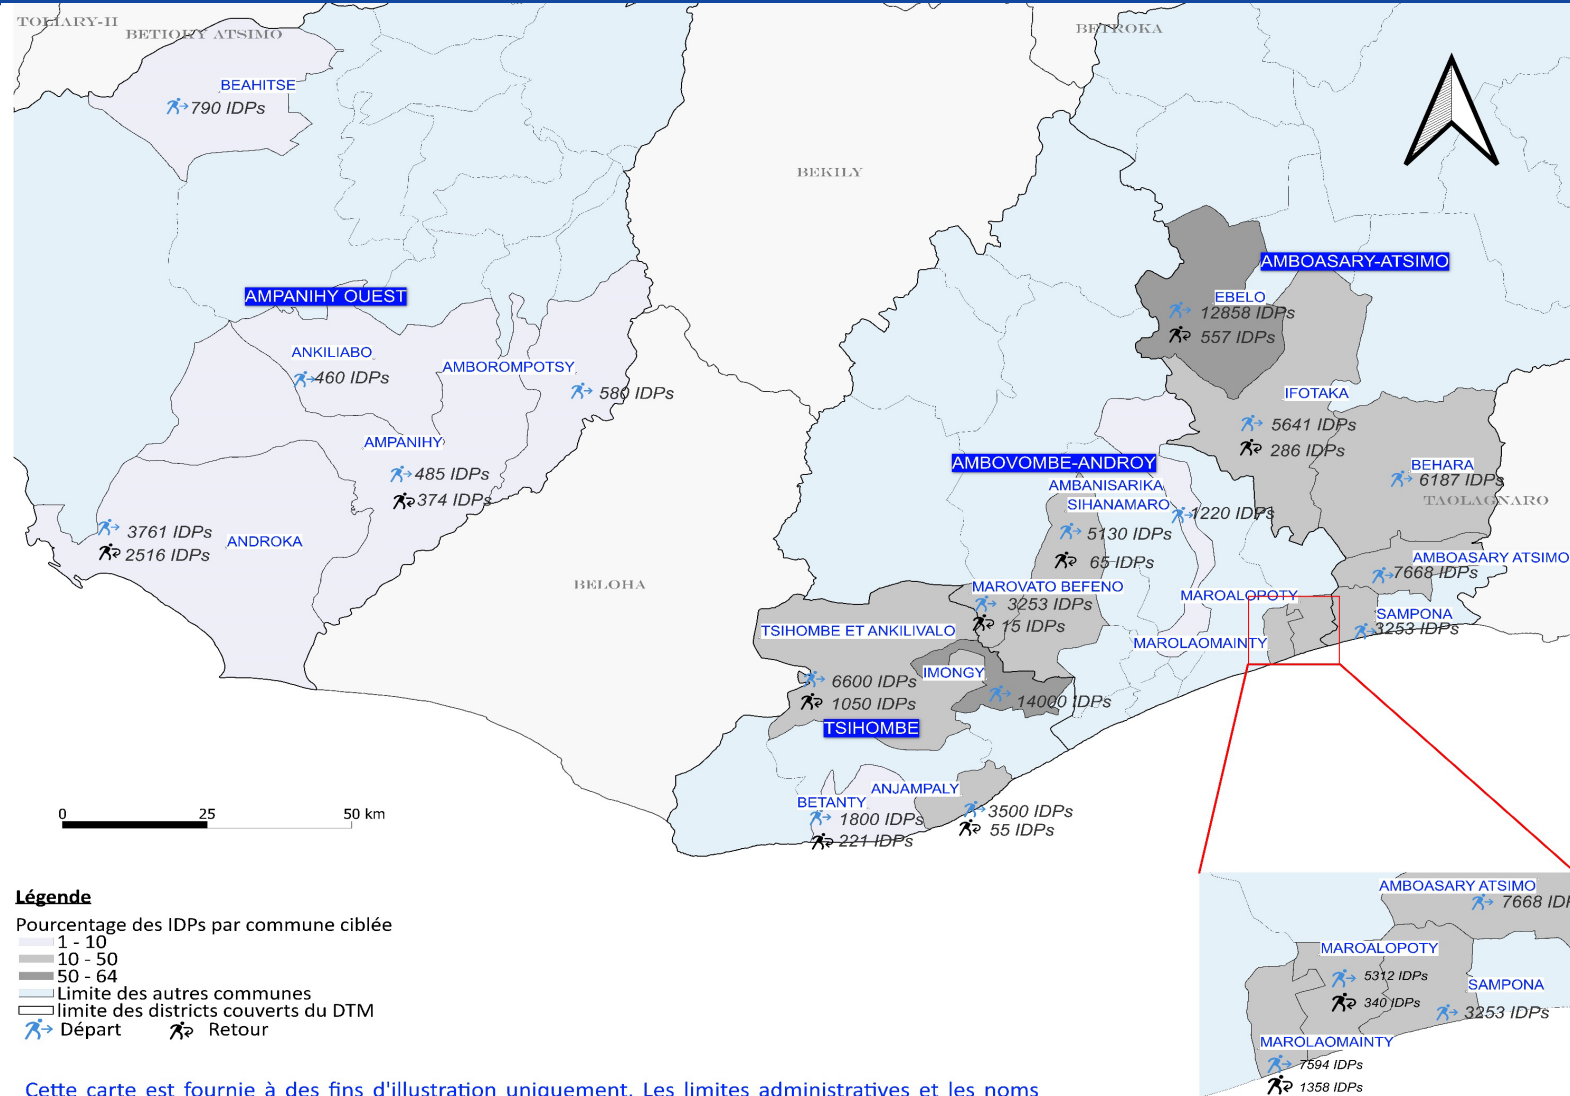 TOLIARY-II
BETIOKY ATSIMO
BETROKA
BEAHITSE
790 IDPs
BEKILY
AMPANIHY OUEST
AMBOASARY-ATSIMO
EBELO
12858 IDPs
557 IDPs
ANKILIABO
460 IDPs
AMBOROMPOTSY
580 IDPs
IFOTAKA
5641 IDPs
286 IDPs
AMPANIHY
485 IDPs
374 IDPs
AMBOVOMBE-ANDROY
BEHARA
6187 IDPs
TAOLAGNARO
AMBANISARIKA
SIHANAMARO
1220 IDPs
5130 IDPs
65 IDPs
3761 IDPs
2516 IDPs
ANDROKA
AMBOASARY ATSIMO
7668 IDPs
BELOHA
MAROVATO BEFENO
3253 IDPs
15 IDPs
MAROALOPOTY
SAMPONA
3253 IDPs
TSIHOMBE ET ANKILIVALO
MAROLAOMAINTY
IMONGY
6600 IDPs
1050 IDPs
14000 IDPs
TSIHOMBE
ANJAMPALY
BETANTY
1800 IDPs
221 IDPs
3500 IDPs
55 IDPs
0 25 50 km
Légende
Pourcentage des IDPs par commune ciblée
1 - 10
10 - 50
50 - 64
Limite des autres communes
limite des districts couverts du DTM
Départ Retour
AMBOASARY ATSIMO
7668 IDP
MAROALOPOTY
5312 IDPs
340 IDPs
SAMPONA
3253 IDPs
MAROLAOMAINTY
7594 IDPs
1358 IDPs
Cette carte est fournie à des fins d'illustration uniquement. Les limites administratives et les noms